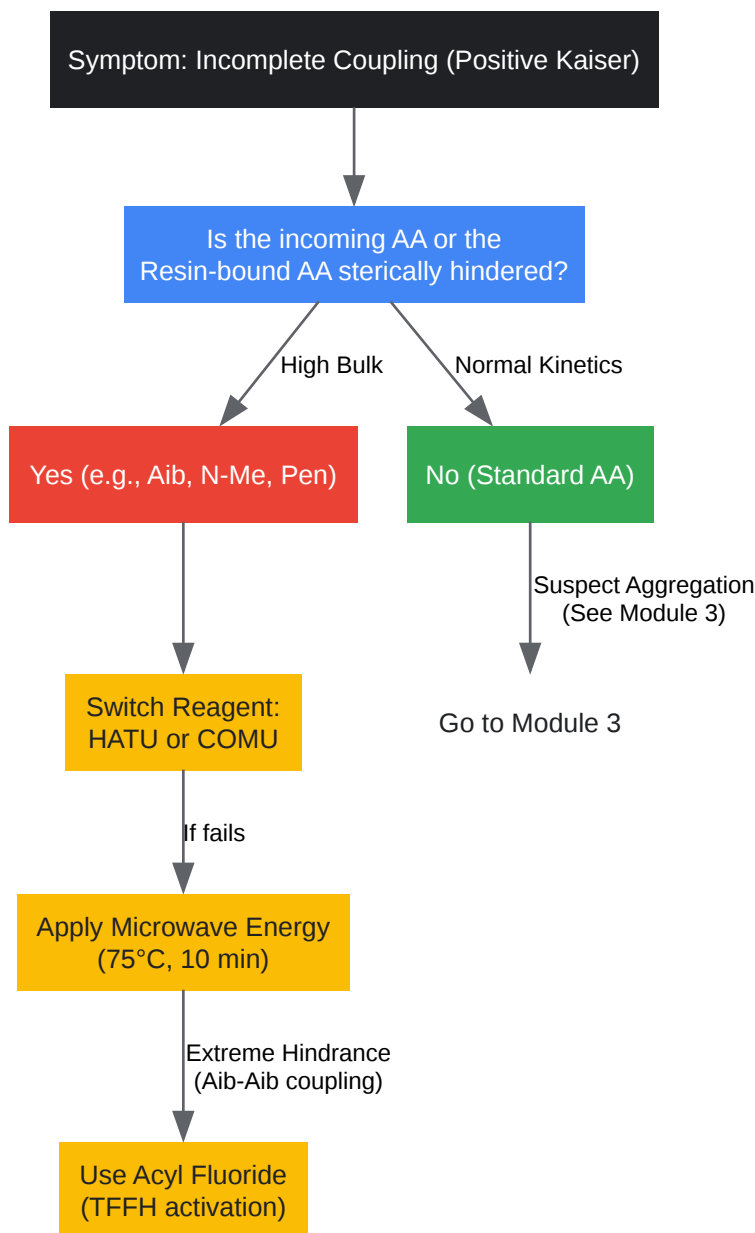 Symptom: Incomplete Coupling (Positive Kaiser)
Is the incoming AA or the
Resin-bound AA sterically hindered?
High Bulk
Normal Kinetics
Yes (e.g., Aib, N-Me, Pen)
No (Standard AA)
Suspect Aggregation
(See Module 3)
Switch Reagent:
HATU or COMU
Go to Module 3
If fails
Apply Microwave Energy
(75°C, 10 min)
Extreme Hindrance
(Aib-Aib coupling)
Use Acyl Fluoride
(TFFH activation)